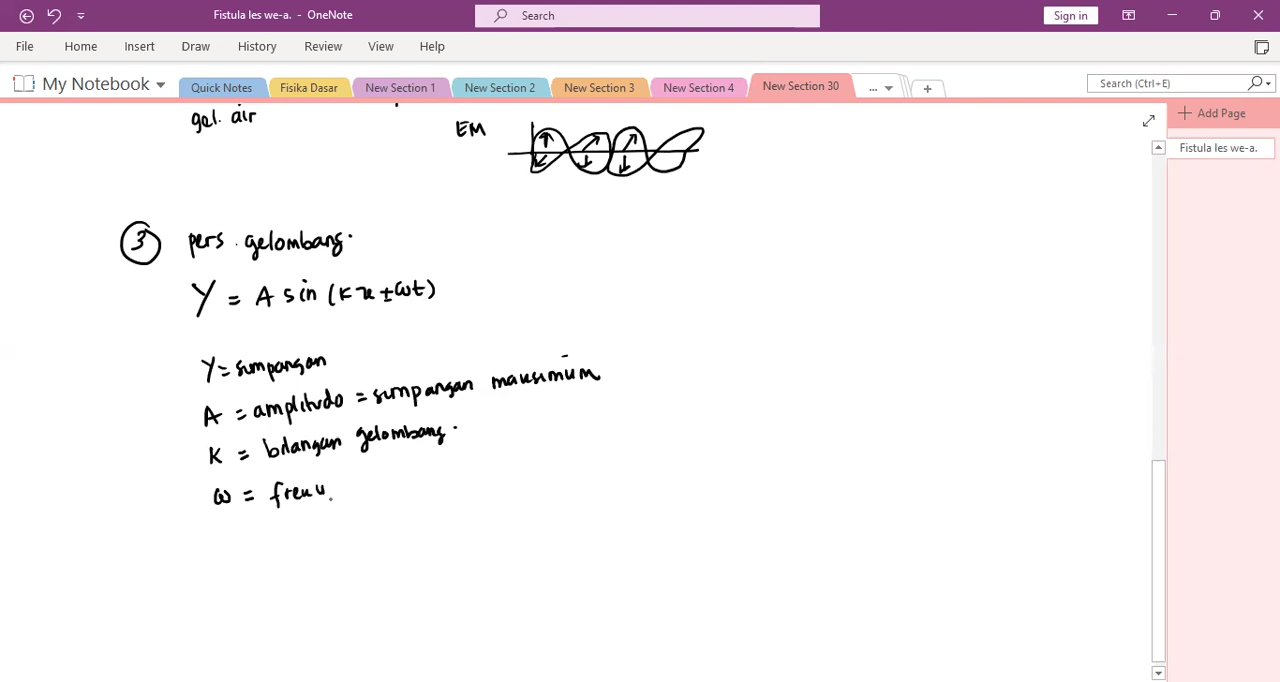 Fistula les we-a. - OneNote
Search
Sign in
File Home Insert Draw History Review View Help
My Notebook Quick Notes Fisika Dasar New Section 1 New Section 2 New Section 3 New Section 4 New Section 30 ... +
Search (Ctrl+E)
Add Page
Fistula les we-a.
gel. air
EM
3 pers. gelombang.
Y = A sin (kx ± ωt)
Y = simpangan
A = amplitudo = simpangan maksimum
K = bilangan gelombang.
ω = freku